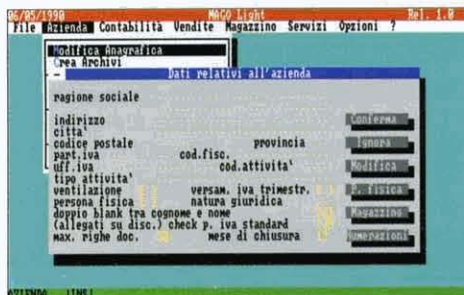 06/05/1990 MAGO Light Rel. 1.0
File Azienda Contabilità Vendite Magazzino Servizi Opzioni ?
Modifica Anagrafica
Crea Archivi
Dati relativi all'azienda
ragione sociale
indirizzo Conferma
citta'
codice postale provincia Ignora
part.iva cod.fisc.
uff.iva cod.attivita' Modifica
tipo attivita'
ventilazione versam. iva trimestr. P. fisica
persona fisica natura giuridica
doppio blank tra cognome e nome Magazzino
(allegati su disc.) check p. iva standard
max. righe doc. mese di chiusura Numerazioni
AZIENDA INS